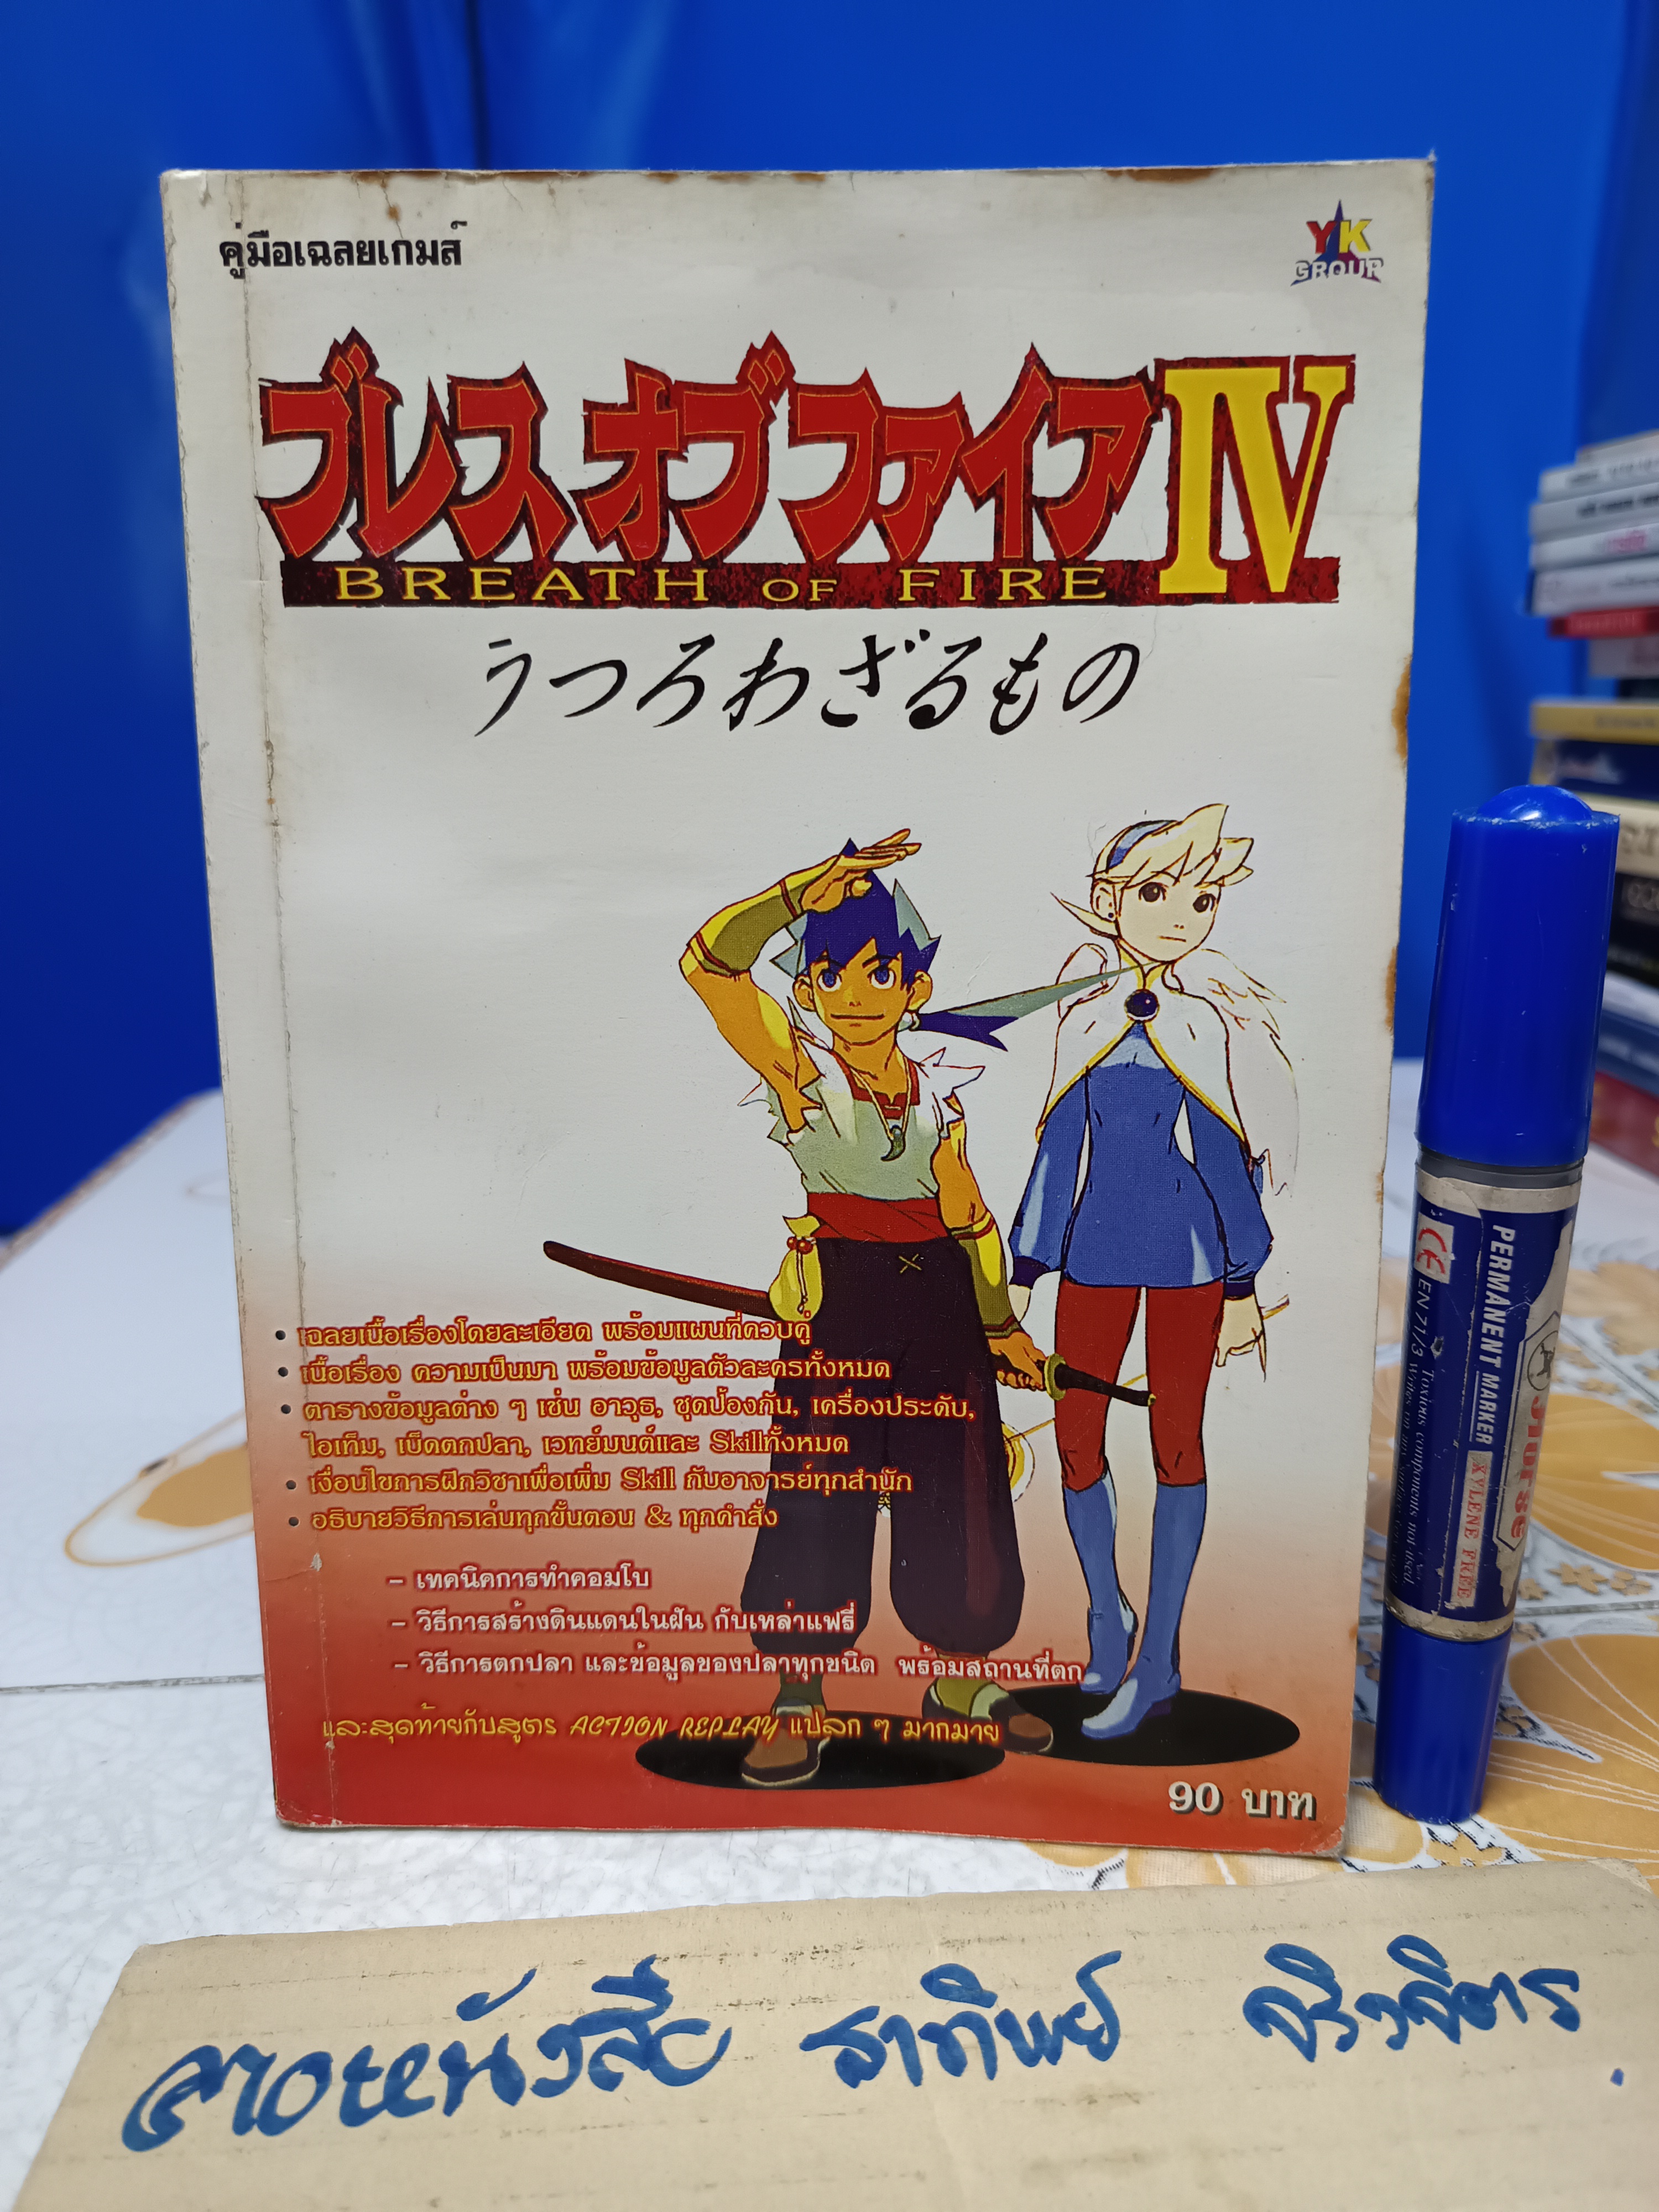 คู่มือเฉลยเกมส์
YK
GROUP
ブレス オブ ファイア IV
BREATH OF FIRE
うつろわざるもの
• เฉลยเนื้อเรื่องโดยละเอียด พร้อมแผนที่ควบคู่
• เนื้อเรื่อง ความเป็นมา พร้อมข้อมูลตัวละครทั้งหมด
• ตารางข้อมูลต่าง ๆ เช่น อาวุธ, ชุดป้องกัน, เครื่องประดับ,
ไอเท็ม, เบ็ดตกปลา, เวทย์มนต์และ Skillทั้งหมด
• เงื่อนไขการฝึกวิชาเพื่อเพิ่ม Skill กับอาจารย์ทุกสำนัก
• อธิบายวิธีการเล่นทุกขั้นตอน & ทุกคำสั่ง
– เทคนิคการทำคอมโบ
– วิธีการสร้างดินแดนในฝัน กับเหล่าแฟรี่
– วิธีการตกปลา และข้อมูลของปลาทุกชนิด พร้อมสถานที่ตก
และสุดท้ายกับสูตร ACTION REPLAY แปลก ๆ มากมาย
90 บาท
PERMANENT MARKER
XYLENE FREE
Horse
CE EN 71/3
Toxious components not used.
ธาทิพย์